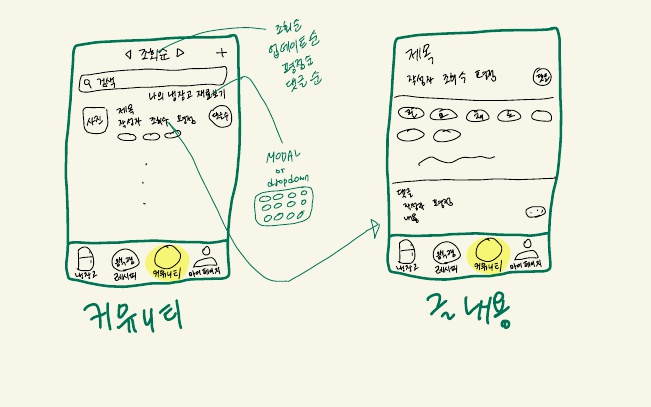 ◁ 조회순 ▷ +
검색
나의 냉장고 재료보기
사진
제목
작성자 조회수 평점
댓글수
냉장고
레시피
커뮤니티
마이페이지
커뮤니티
조회순
업데이트순
평점순
댓글순
MODAL
or
dropdown
제목
작성자 조회수 평점
댓글
작성자 평점
내용
냉장고
레시피
커뮤니티
마이페이지
글 내용